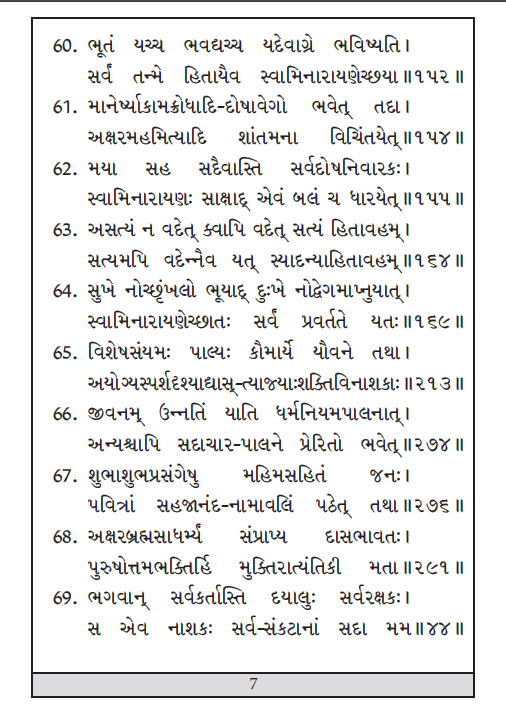 60. ભૂતં યચ્ચ ભવદ્યચ્ચ યદેવાગ્રે ભવિષ્યતિ।
સર્વં તન્મે હિતાયૈવ સ્વામિનારાયણેચ્છયા॥૧૫૨॥
61. માનેર્ષ્યાકામક્રોધાદિ-દોષાવેગો ભવેત્ તદા।
અક્ષરમહમિત્યાદિ શાંતમના વિચિંતયેત્॥૧૫૪॥
62. મયા સહ સદૈવાસ્તિ સર્વદોષનિવારકઃ।
સ્વામિનારાયણઃ સાક્ષાદ્ એવં બલં ચ ધારયેત્॥૧૫૫॥
63. અસત્યં ન વદેત્ ક્વાપિ વદેત્ સત્યં હિતાવહમ્।
સત્યમપિ વદેન્નૈવ યત્ સ્યાદન્યાહિતાવહમ્॥૧૬૪॥
64. સુખે નોચ્છૃંખલો ભૂયાદ્ દુઃખે નોદ્વેગમાપ્નુયાત્।
સ્વામિનારાયણેચ્છાતઃ સર્વં પ્રવર્તતે યતઃ॥૧૬૯॥
65. વિશેષસંયમઃ પાલ્યઃ કૌમાર્યે યૌવને તથા।
અયોગ્યસ્પર્શદૃશ્યાદ્યાસ્-ત્યાજ્યાઃશક્તિવિનાશકાઃ॥૨૧૩॥
66. જીવનમ્ ઉન્નતિં યાતિ ધર્મનિયમપાલનાત્।
અન્યશ્ચાપિ સદાચાર-પાલને પ્રેરિતો ભવેત્॥૨૭૪॥
67. શુભાશુભપ્રસંગેષુ મહિમસહિતં જનઃ।
પવિત્રાં સહજાનંદ-નામાવલિં પઠેત્ તથા॥૨૭૬॥
68. અક્ષરબ્રહ્મસાધર્મ્યં સંપ્રાપ્ય દાસભાવતઃ।
પુરુષોત્તમભક્તિર્હિ મુક્તિરાત્યંતિકી મતા॥૨૯૧॥
69. ભગવાન્ સર્વકર્તાસ્તિ દયાલુઃ સર્વરક્ષકઃ।
સ એવ નાશકઃ સર્વ-સંકટાનાં સદા મમ॥૪૪॥
7